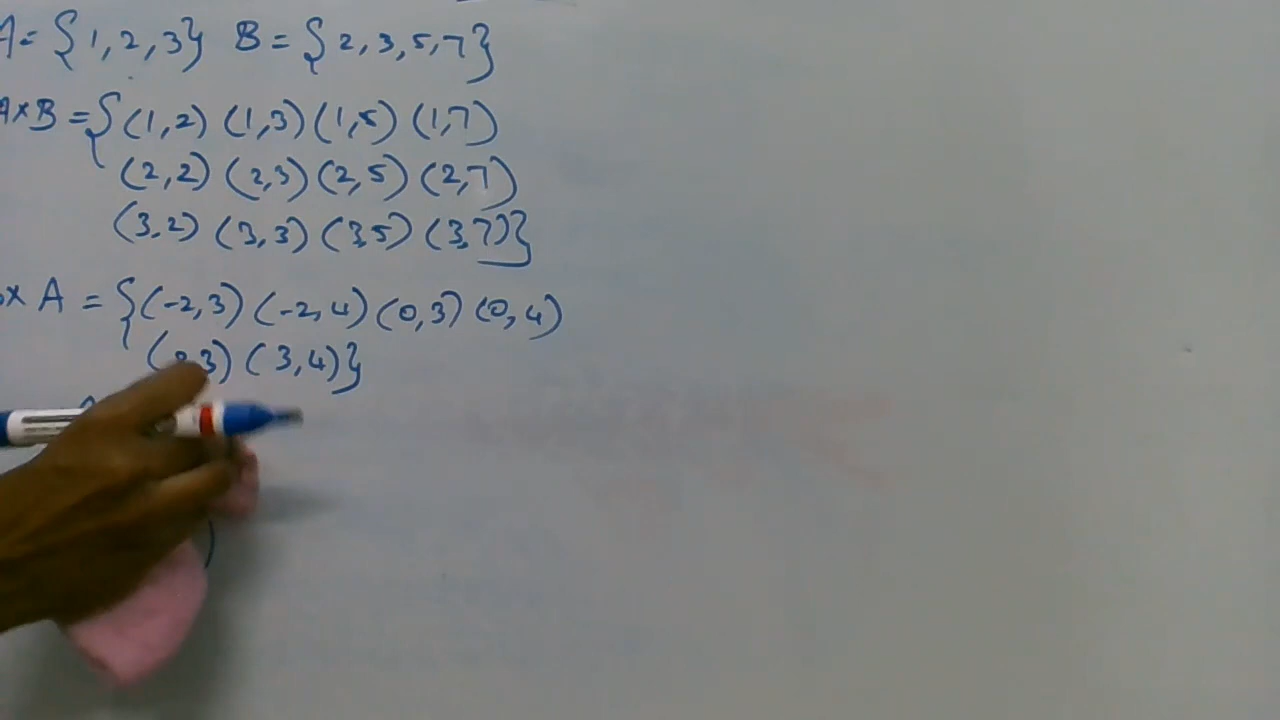 A = {1, 2, 3} B = {2, 3, 5, 7}
A×B = {(1,2) (1,3) (1,5) (1,7)
(2,2) (2,3) (2,5) (2,7)
(3,2) (3,3) (3,5) (3,7)}
× A = {(-2,3) (-2,4) (0,3) (0,4)
(3,4)}